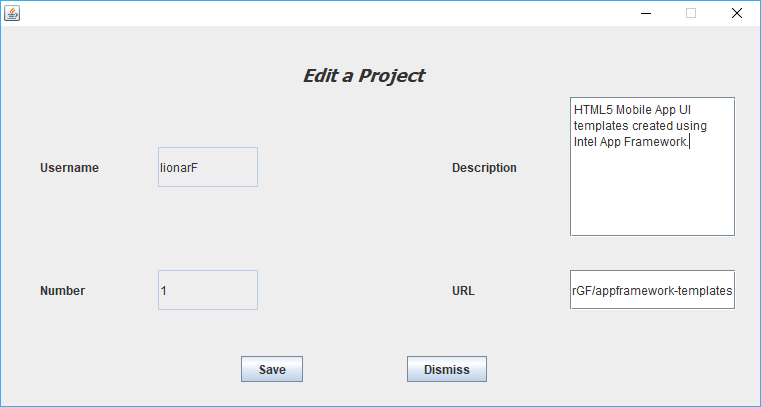 Edit a Project
Username
lionarF
Description
HTML5 Mobile App UI
templates created using
Intel App Framework.
Number
1
URL
rGF/appframework-templates
Save
Dismiss